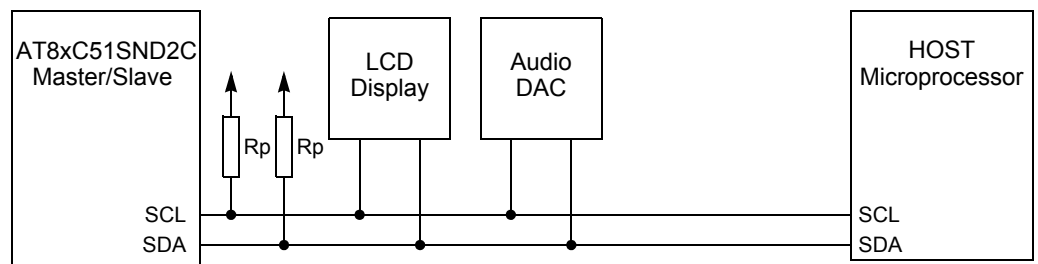 AT8xC51SND2C
Master/Slave
Rp
Rp
LCD
Display
Audio
DAC
HOST
Microprocessor
SCL
SDA
SCL
SDA